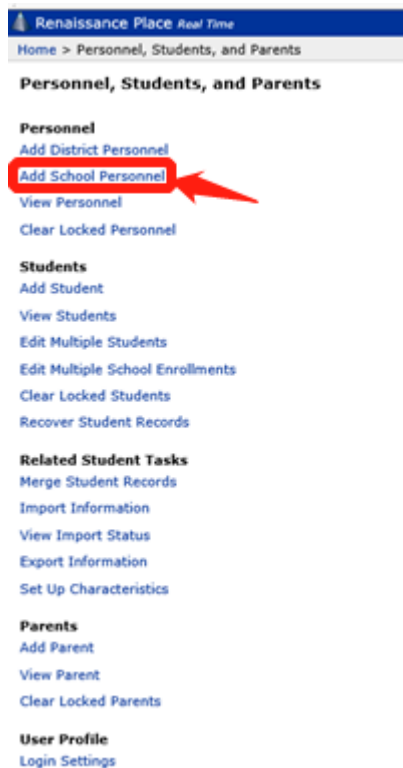 Renaissance Place Real Time
Home > Personnel, Students, and Parents
Personnel, Students, and Parents
Personnel
Add District Personnel
Add School Personnel
View Personnel
Clear Locked Personnel
Students
Add Student
View Students
Edit Multiple Students
Edit Multiple School Enrollments
Clear Locked Students
Recover Student Records
Related Student Tasks
Merge Student Records
Import Information
View Import Status
Export Information
Set Up Characteristics
Parents
Add Parent
View Parent
Clear Locked Parents
User Profile
Login Settings